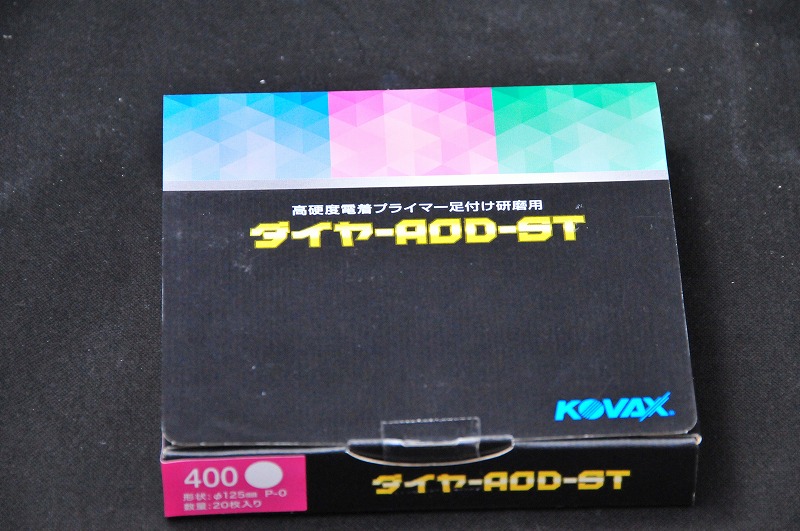 高硬度電着プライマー足付け研磨用
ダイヤ-AOD-ST
KOVAX.
400
形状:φ125mm P-0
数量:20枚入り
ダイヤ-AOD-ST